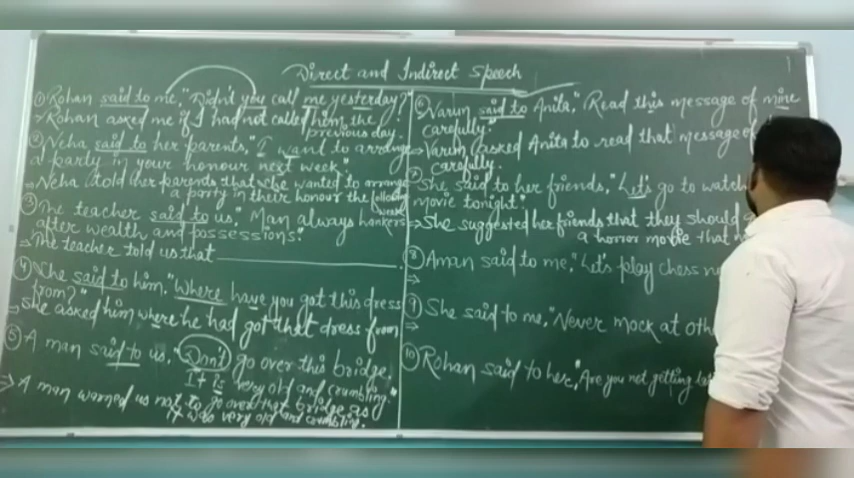 Direct and Indirect Speech
① Rohan said to me, "Didn't you call me yesterday?"
Rohan asked me if I had not called him the
previous day.
② Neha said to her parents, "I want to arrange
a party in your honour next week."
⇒ Neha told her parents that she wanted to arrange
a party in their honour the following
week.
③ The teacher said to us, "Man always hankers
after wealth and possessions."
⇒ The teacher told us that
④ She said to him, "Where have you got this dress
from?"
⇒ She asked him where he had got that dress from
⑤ A man said to us, "Don't go over this bridge.
It is very old and crumbling."
⇒ A man warned us not to go over that bridge as
it was very old and crumbling.
⑥ Varun said to Anita, "Read this message of mine
carefully."
⇒ Varun asked Anita to read that message of
carefully.
⑦ She said to her friends, "Let's go to watch
movie tonight."
⇒ She suggested her friends that they should
a horror movie that
⑧ Aman said to me, "Let's play chess
⇒
⑨ She said to me, "Never mock at
⇒
⑩ Rohan said to her, "Are you not getting